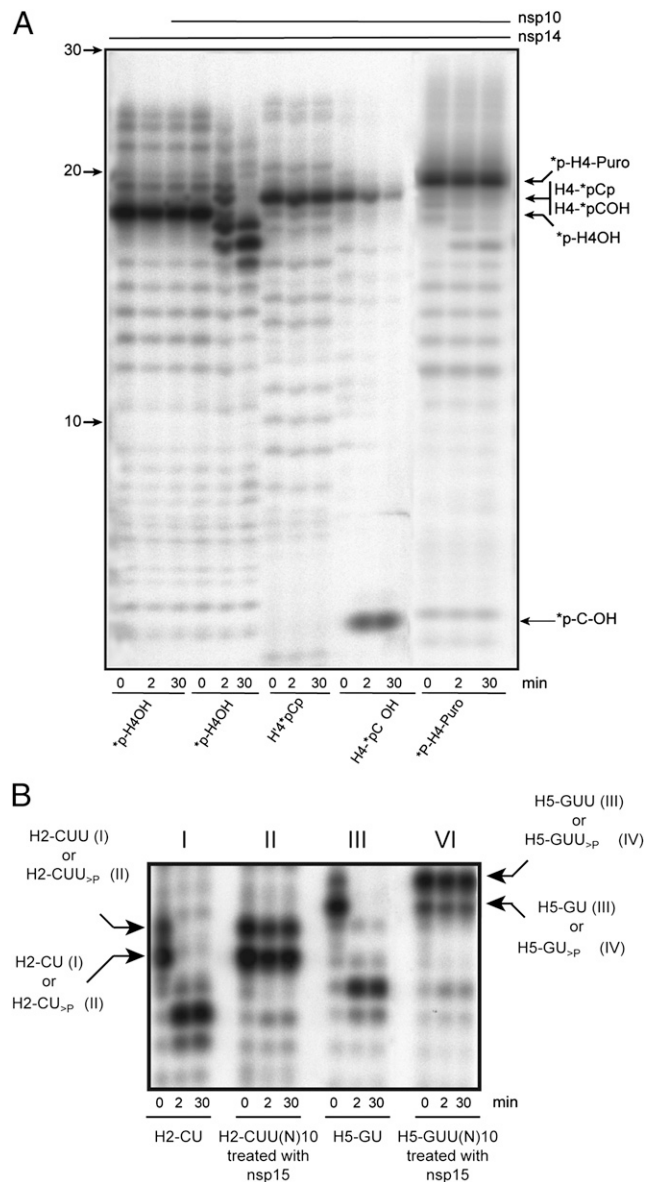 A
nsp10
nsp14
30
20
10
*p-H4-Puro
H4-*pCp
H4-*pCOH
*p-H4OH
*p-C-OH
0 2 30 0 2 30 0 2 30 0 2 30 0 2 30 min
*p-H4OH *p-H4OH H'4*pCp H4-*pC OH *P-H4-Puro
B
I II III VI
H2-CUU (I)
or
H2-CUU>P (II)
H2-CU (I)
or
H2-CU>P (II)
H5-GUU (III)
or
H5-GUU>P (IV)
H5-GU (III)
or
H5-GU>P (IV)
0 2 30 0 2 30 0 2 30 0 2 30 min
H2-CU H2-CUU(N)10 H5-GU H5-GUU(N)10
treated with treated with
nsp15 nsp15